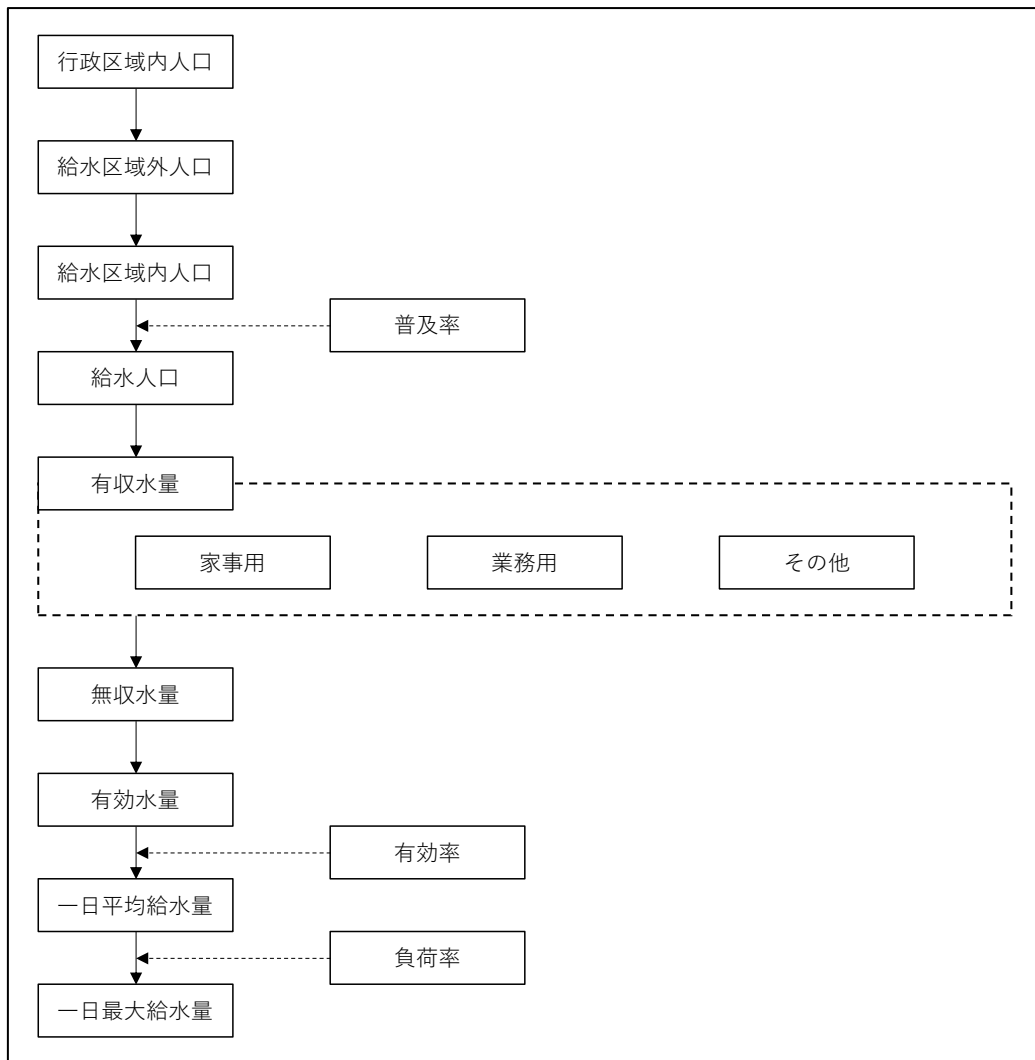 行政区域内人口
給水区域外人口
給水区域内人口
普及率
給水人口
有収水量
家事用
業務用
その他
無収水量
有効水量
有効率
一日平均給水量
負荷率
一日最大給水量